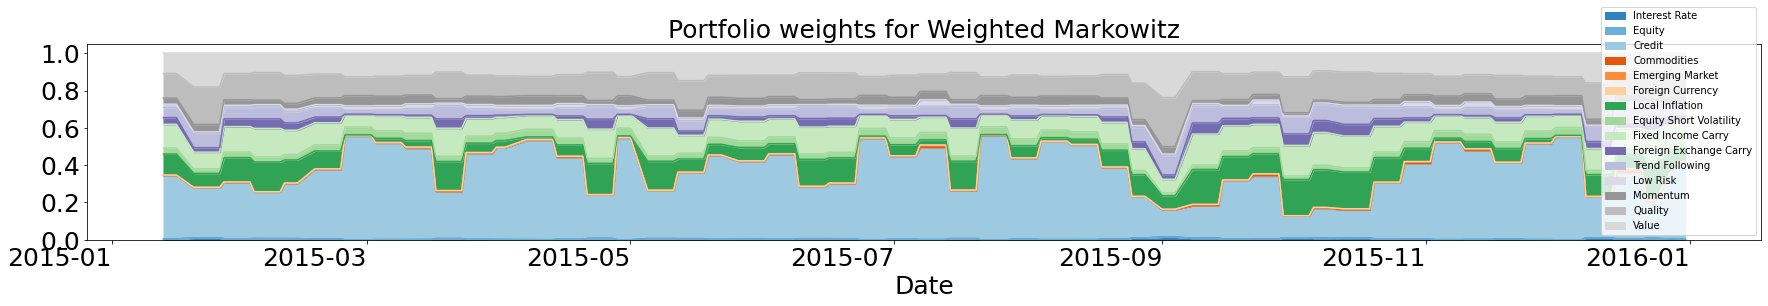 Portfolio weights for Weighted Markowitz
1.0
0.8
0.6
0.4
0.2
0.0
2015-01
2015-03
2015-05
2015-07
2015-09
2015-11
2016-01
Date
Interest Rate
Equity
Credit
Commodities
Emerging Market
Foreign Currency
Local Inflation
Equity Short Volatility
Fixed Income Carry
Foreign Exchange Carry
Trend Following
Low Risk
Momentum
Quality
Value